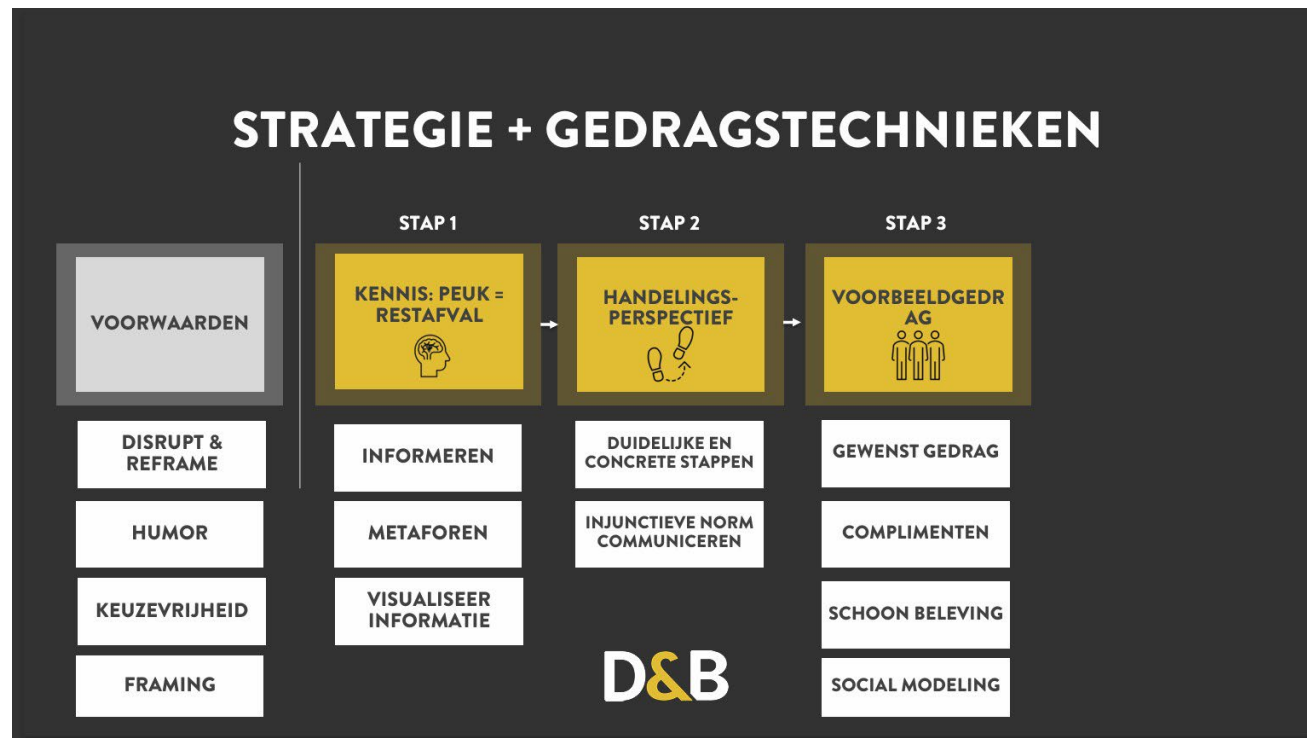 STRATEGIE + GEDRAGSTECHNIEKEN
VOORWAARDEN
DISRUPT &
REFRAME
HUMOR
KEUZEVRIJHEID
FRAMING
STAP 1
KENNIS: PEUK =
RESTAFVAL
INFORMEREN
METAFOREN
VISUALISEER
INFORMATIE
STAP 2
HANDELINGS-
PERSPECTIEF
DUIDELIJKE EN
CONCRETE STAPPEN
INJUNCTIEVE NORM
COMMUNICEREN
STAP 3
VOORBEELDGEDR
AG
GEWENST GEDRAG
COMPLIMENTEN
SCHOON BELEVING
SOCIAL MODELING
D&B